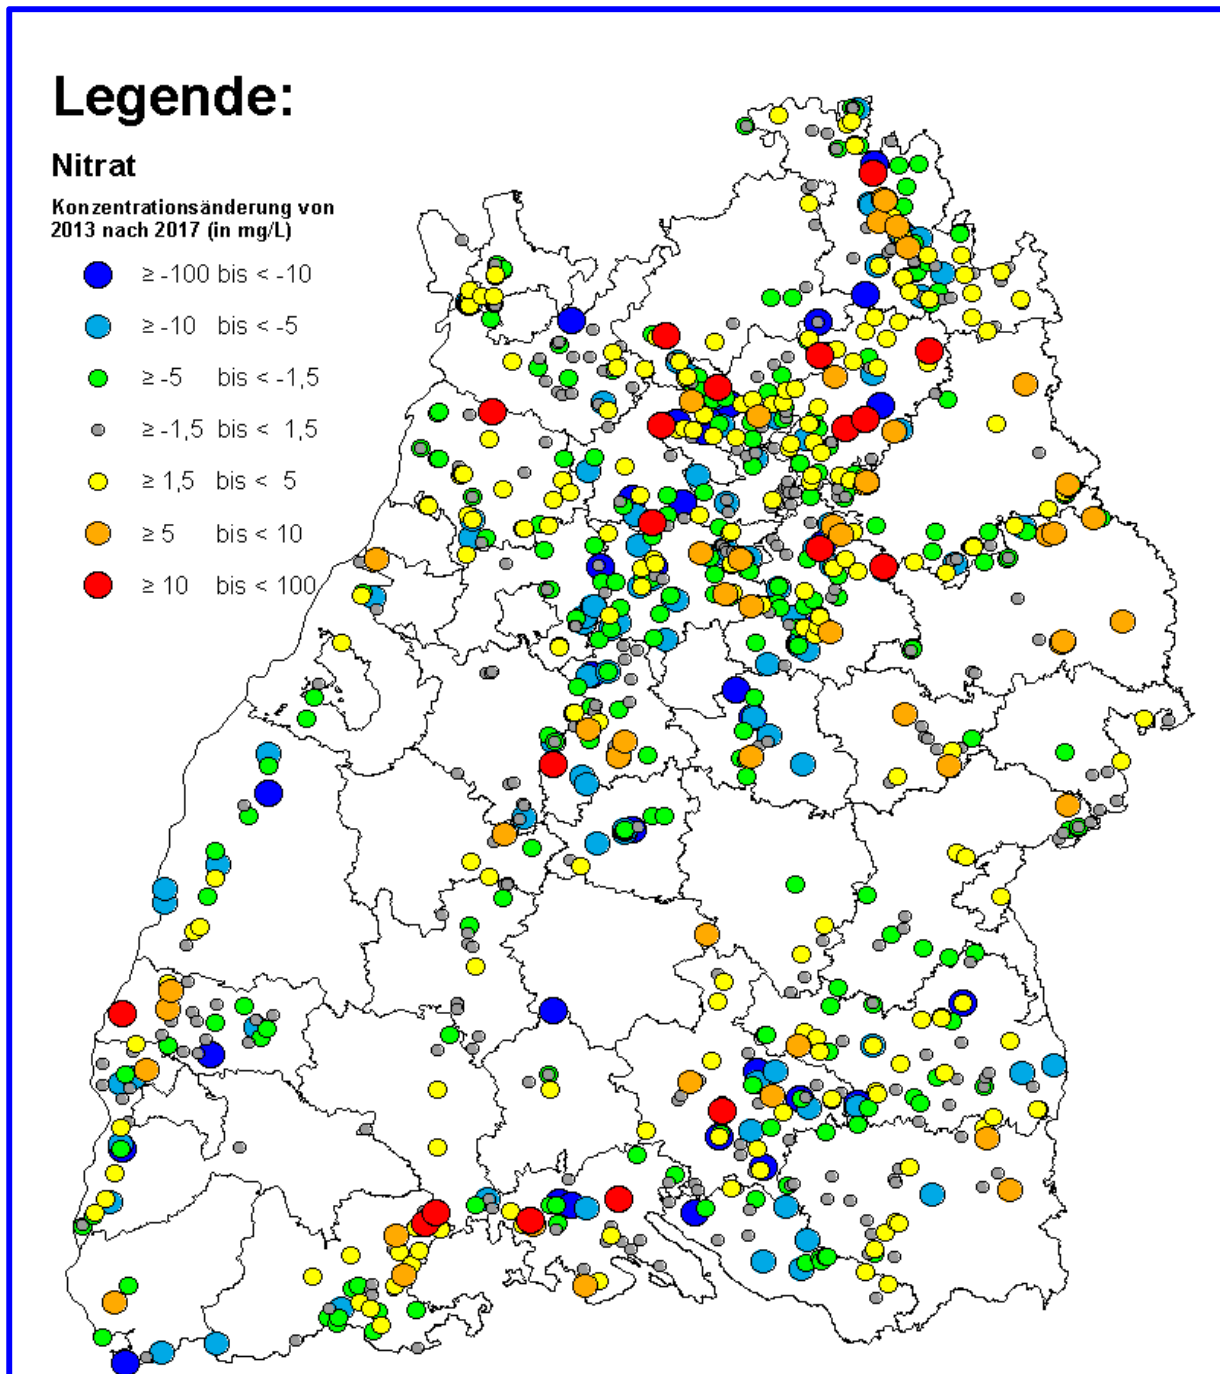 Legende:
Nitrat
Konzentrationsänderung von
2013 nach 2017 (in mg/L)
≥ -100 bis < -10
≥ -10 bis < -5
≥ -5 bis < -1,5
≥ -1,5 bis < 1,5
≥ 1,5 bis < 5
≥ 5 bis < 10
≥ 10 bis < 100